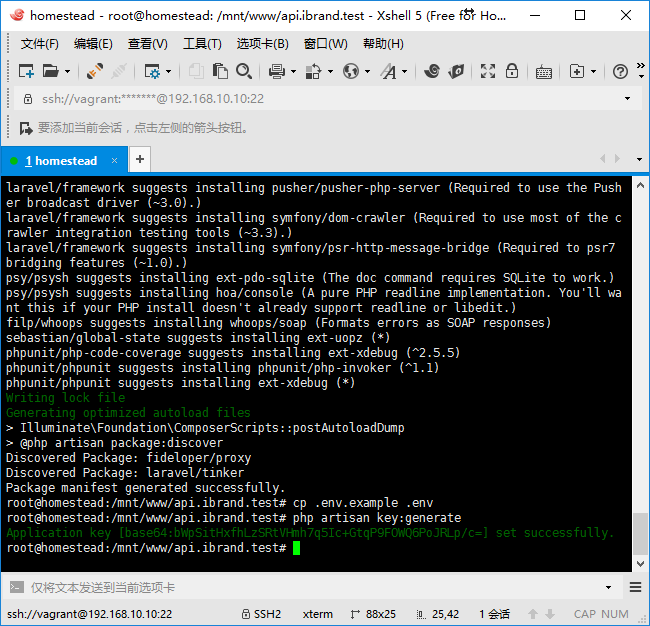 homestead - root@homestead: /mnt/www/api.ibrand.test - Xshell 5 (Free for Ho...
文件(F) 编辑(E) 查看(V) 工具(T) 选项卡(B) 窗口(W) 帮助(H)
ssh://vagrant:*******@192.168.10.10:22
要添加当前会话，点击左侧的箭头按钮。
1 homestead × +
laravel/framework suggests installing pusher/pusher-php-server (Required to use the Push
er broadcast driver (~3.0).)
laravel/framework suggests installing symfony/dom-crawler (Required to use most of the c
rawler integration testing tools (~3.3).)
laravel/framework suggests installing symfony/psr-http-message-bridge (Required to psr7
bridging features (~1.0).)
psy/psysh suggests installing ext-pdo-sqlite (The doc command requires SQLite to work.)
psy/psysh suggests installing hoa/console (A pure PHP readline implementation. You'll wa
nt this if your PHP install doesn't already support readline or libedit.)
filp/whoops suggests installing whoops/soap (Formats errors as SOAP responses)
sebastian/global-state suggests installing ext-uopz (*)
phpunit/php-code-coverage suggests installing ext-xdebug (^2.5.5)
phpunit/phpunit suggests installing phpunit/php-invoker (^1.1)
phpunit/phpunit suggests installing ext-xdebug (*)
Writing lock file
Generating optimized autoload files
> Illuminate\Foundation\ComposerScripts::postAutoloadDump
> @php artisan package:discover
Discovered Package: fideloper/proxy
Discovered Package: laravel/tinker
Package manifest generated successfully.
root@homestead:/mnt/www/api.ibrand.test# cp .env.example .env
root@homestead:/mnt/www/api.ibrand.test# php artisan key:generate
Application key [base64:bWpSitHxfhLzSRtVHmh7q5Ic+GtqP9FOWQ6PoJRLp/c=] set successfully.
root@homestead:/mnt/www/api.ibrand.test#
仅将文本发送到当前选项卡
ssh://vagrant@192.168.10.10:22 SSH2 xterm 88x25 25,42 1 会话 CAP NUM